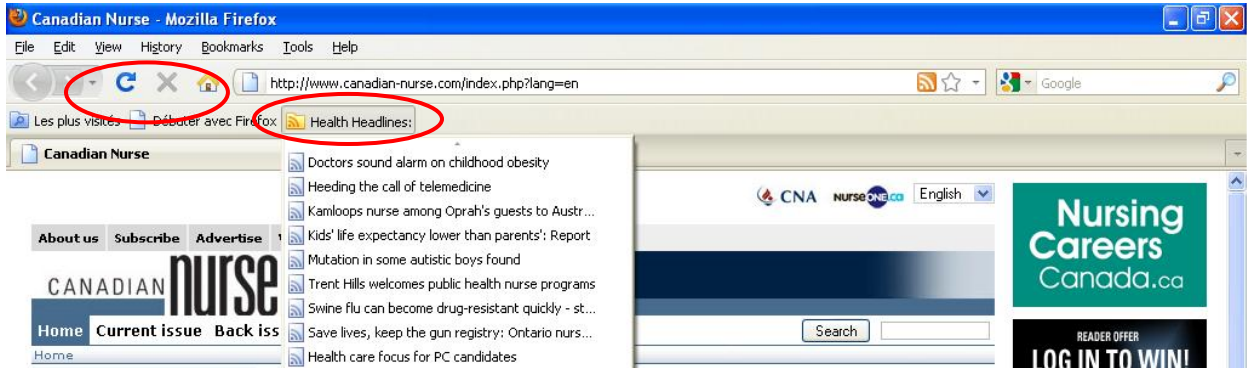 Canadian Nurse - Mozilla Firefox
File Edit View History Bookmarks Tools Help
http://www.canadian-nurse.com/index.php?lang=en Google
Les plus visités Débuter avec Firefox Health Headlines:
Canadian Nurse
Doctors sound alarm on childhood obesity
Heeding the call of telemedicine
Kamloops nurse among Oprah's guests to Austr...
Kids' life expectancy lower than parents': Report
Mutation in some autistic boys found
Trent Hills welcomes public health nurse programs
Swine flu can become drug-resistant quickly - st...
Save lives, keep the gun registry: Ontario nurs...
Health care focus for PC candidates
CNA NURSEONE.ca English
About us Subscribe Advertise
CANADIAN nurse
Home Current issue Back iss
Search
Home
Nursing
Careers
Canada.ca
READER OFFER
LOG IN TO WIN!